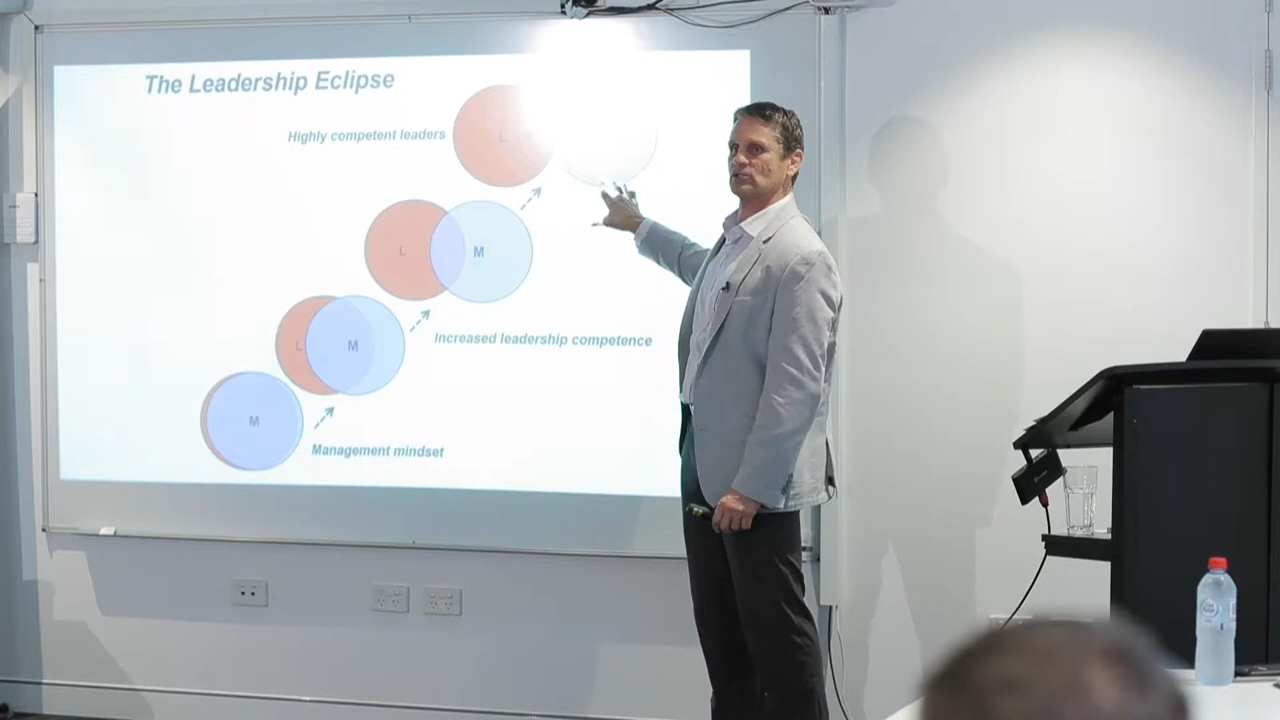 The Leadership Eclipse
Highly competent leaders
L
L
M
Increased leadership competence
L
M
M
Management mindset